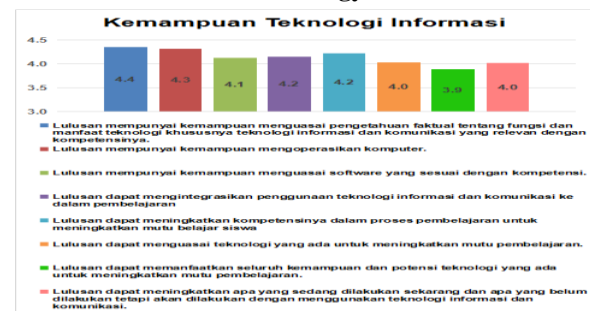 Kemampuan Teknologi Informasi
4.5
4.0
3.5
3.0
4.4
4.3
4.1
4.2
4.2
4.0
3.9
4.0
Lulusan mempunyai kemampuan menguasai pengetahuan faktual tentang fungsi dan
manfaat teknologi khususnya teknologi informasi dan komunikasi yang relevan dengan
kompetensinya.
Lulusan mempunyai kemampuan mengoperasikan komputer.
Lulusan mempunyai kemampuan menguasai software yang sesuai dengan kompetensi.
Lulusan dapat mengintegrasikan penggunaan teknologi informasi dan komunikasi ke
dalam pembelajaran
Lulusan dapat meningkatkan kompetensinya dalam proses pembelajaran untuk
meningkatkan mutu belajar siswa
Lulusan dapat menguasai teknologi yang ada untuk meningkatkan mutu pembelajaran.
Lulusan dapat memanfaatkan seluruh kemampuan dan potensi teknologi yang ada
untuk meningkatkan mutu pembelajaran.
Lulusan dapat meningkatkan apa yang sedang dilakukan sekarang dan apa yang belum
dilakukan tetapi akan dilakukan dengan menggunakan teknologi informasi dan
komunikasi.